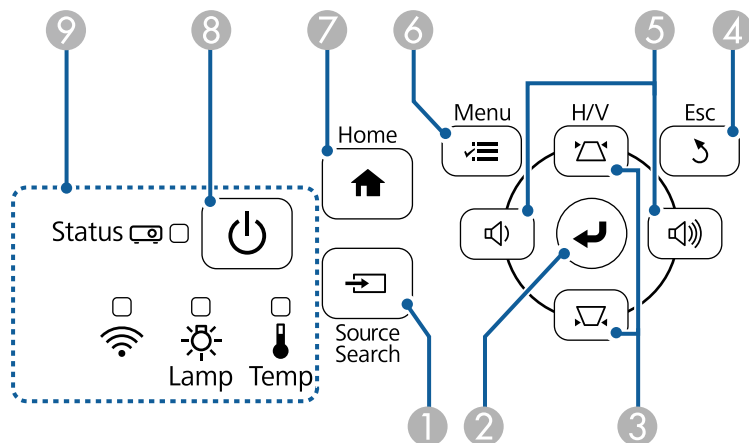 9 8 7 6 5 4
Menu H/V Esc
Home
Status
Source
Search
Lamp Temp
1 2 3